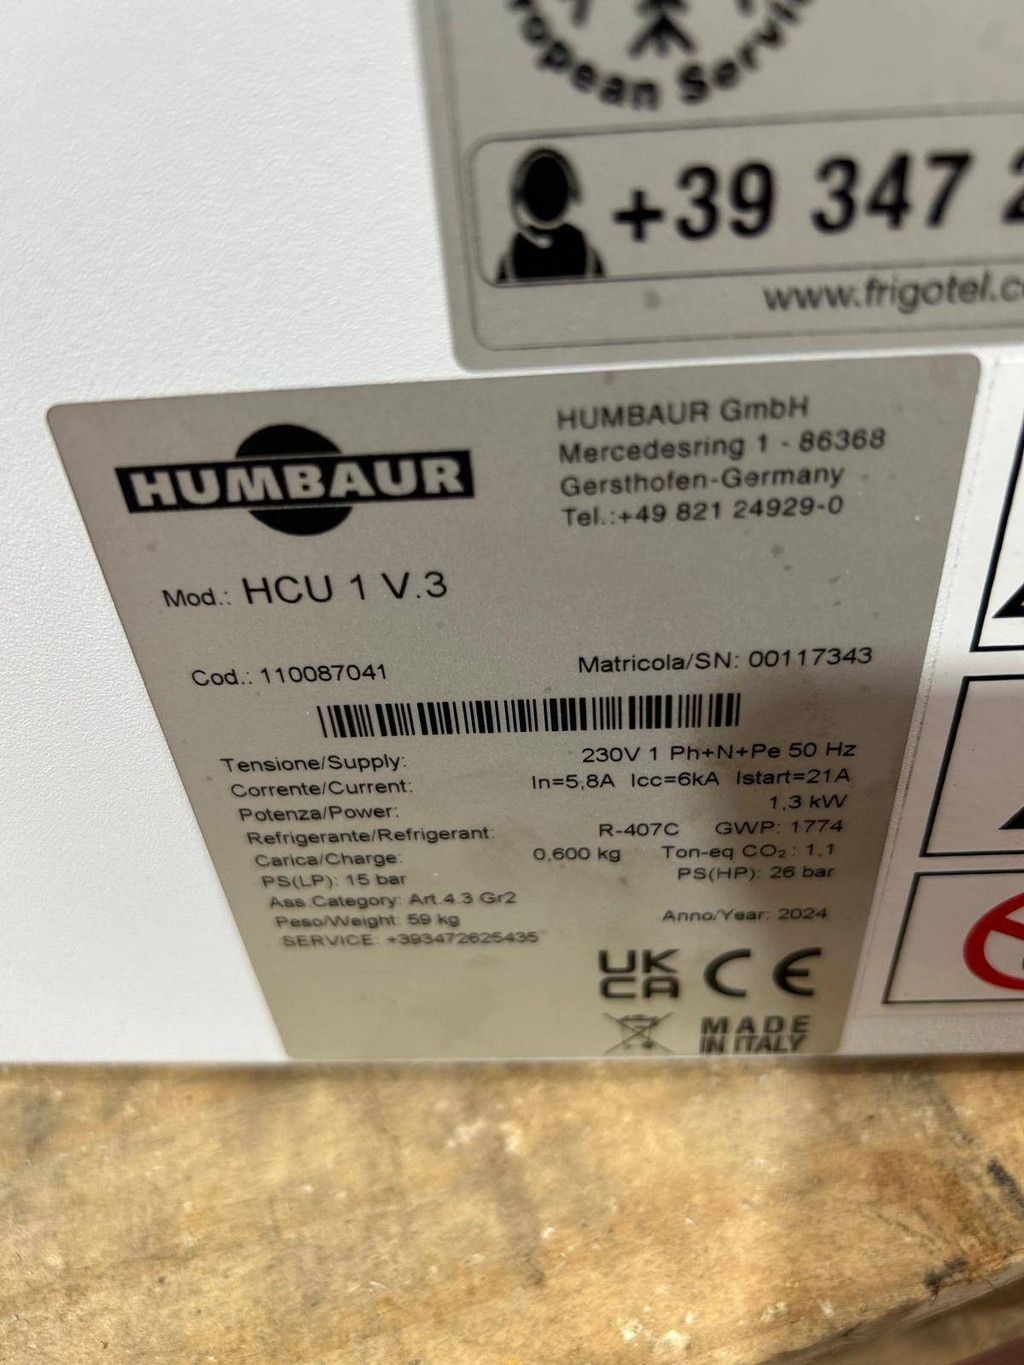 European Servi
+39 347 2
www.frigotel.c
HUMBAUR
HUMBAUR GmbH
Mercedesring 1 - 86368
Gersthofen-Germany
Tel.:+49 821 24929-0
Mod.: HCU 1 V.3
Cod.: 110087041 Matricola/SN: 00117343
Tensione/Supply: 230V 1 Ph+N+Pe 50 Hz
Corrente/Current: In=5,8A Icc=6kA Istart=21A
Potenza/Power: 1,3 kW
Refrigerante/Refrigerant: R-407C GWP: 1774
Carica/Charge: 0,600 kg Ton-eq CO₂: 1,1
PS(LP): 15 bar PS(HP): 26 bar
Ass.Category: Art.4.3 Gr2
Peso/Weight: 59 kg Anno/Year: 2024
SERVICE: +393472625435
UK
CA CE
MADE
IN ITALY